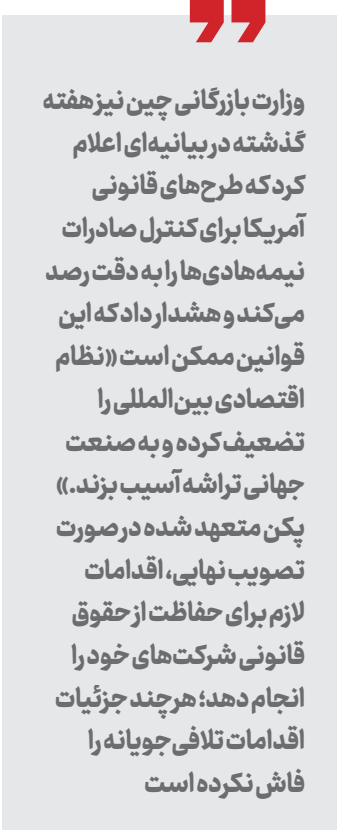 وزارت بازرگانی چین نیز هفته
گذشته در بیانیه‌ای اعلام
کرد که طرح‌های قانونی
آمریکا برای کنترل صادرات
نیمه‌هادی‌ها را به دقت رصد
می‌کند و هشدار داد که این
قوانین ممکن است «نظام
اقتصادی بین‌المللی را
تضعیف کرده و به صنعت
جهانی تراشه آسیب بزند.»
پکن متعهد شده در صورت
تصویب نهایی، اقدامات
لازم برای حفاظت از حقوق
قانونی شرکت‌های خود را
انجام دهد؛ هرچند جزئیات
اقدامات تلافی‌جویانه را
فاش نکرده است